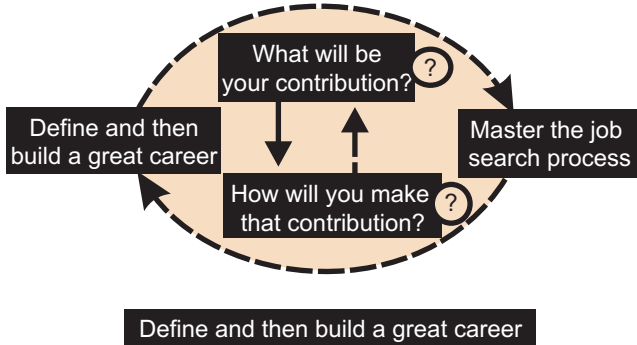 What will be
your contribution?
?
Define and then
build a great career
Master the job
search process
How will you make
that contribution?
?
Define and then build a great career